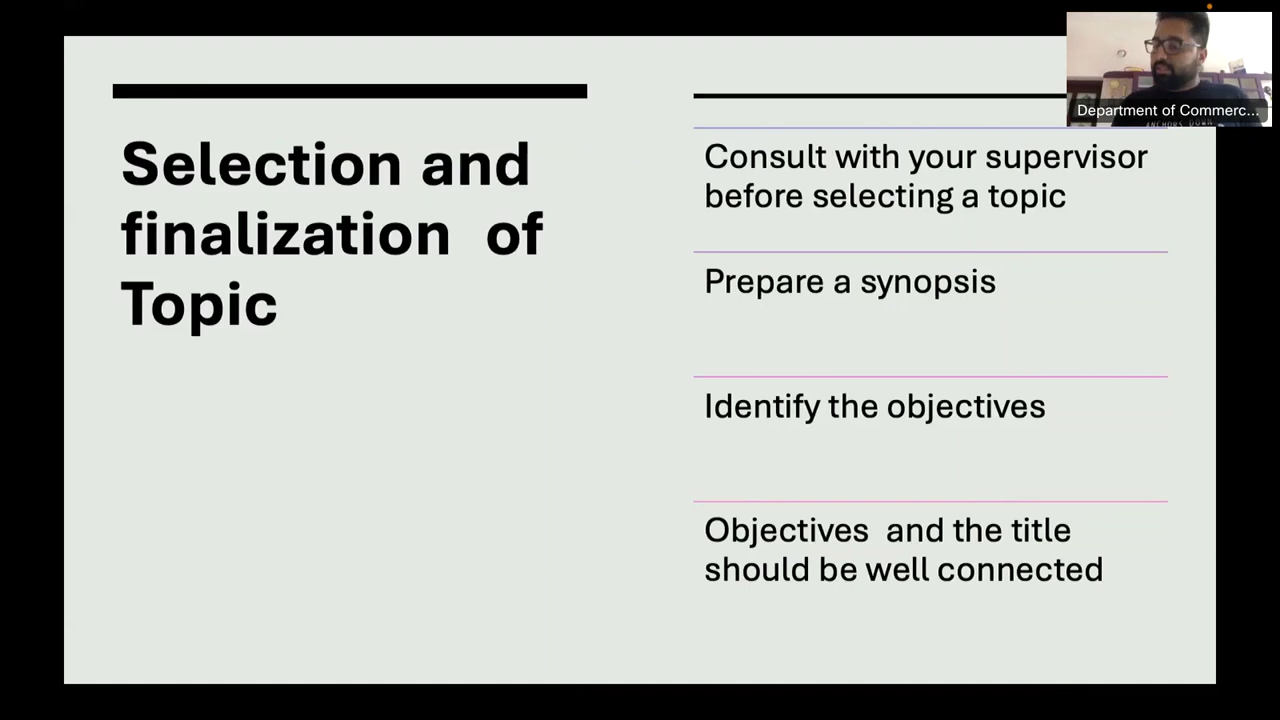 Selection and
finalization of
Topic
Department of Commerc...
Consult with your supervisor
before selecting a topic
Prepare a synopsis
Identify the objectives
Objectives and the title
should be well connected